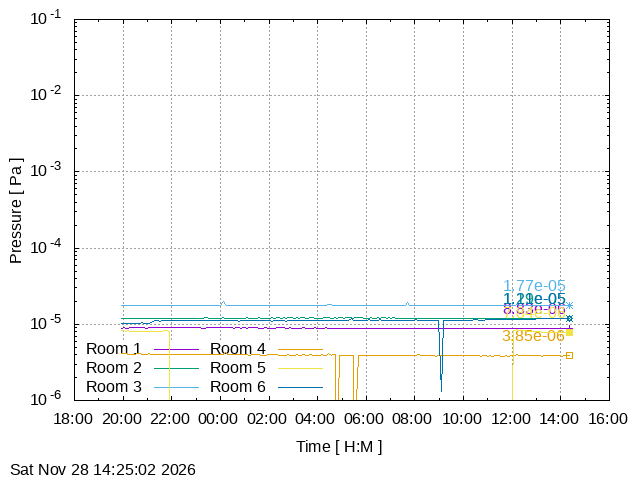 10-1
10-2
10-3
10-4
10-5
10-6
Pressure [ Pa ]
1.77e-05
8.83e-06
3.85e-06
Room 1 Room 4
Room 2 Room 5
Room 3 Room 6
18:00 20:00 22:00 00:00 02:00 04:00 06:00 08:00 10:00 12:00 14:00 16:00
Time [ H:M ]
Sat Nov 28 14:25:02 2026